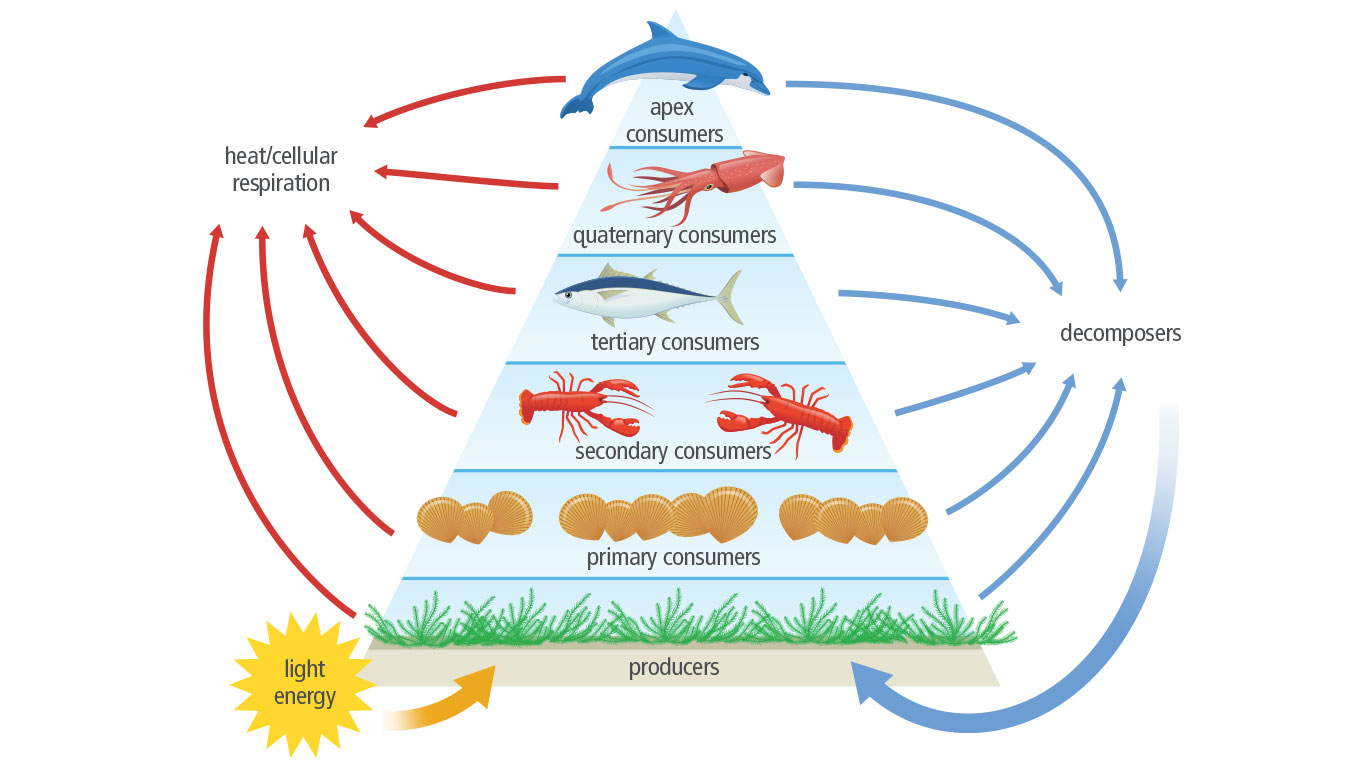 apex
consumers
heat/cellular
respiration
quaternary consumers
decomposers
tertiary consumers
secondary consumers
primary consumers
light
energy
producers